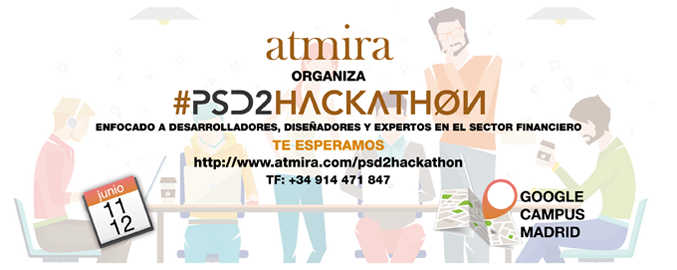 atmira
ORGANIZA
#PSD2HACKATHØN
ENFOCADO A DESARROLLADORES, DISEÑADORES Y EXPERTOS EN EL SECTOR FINANCIERO
TE ESPERAMOS
http://www.atmira.com/psd2hackathon
TF: +34 914 471 847
junio
11
12
GOOGLE
CAMPUS
MADRID